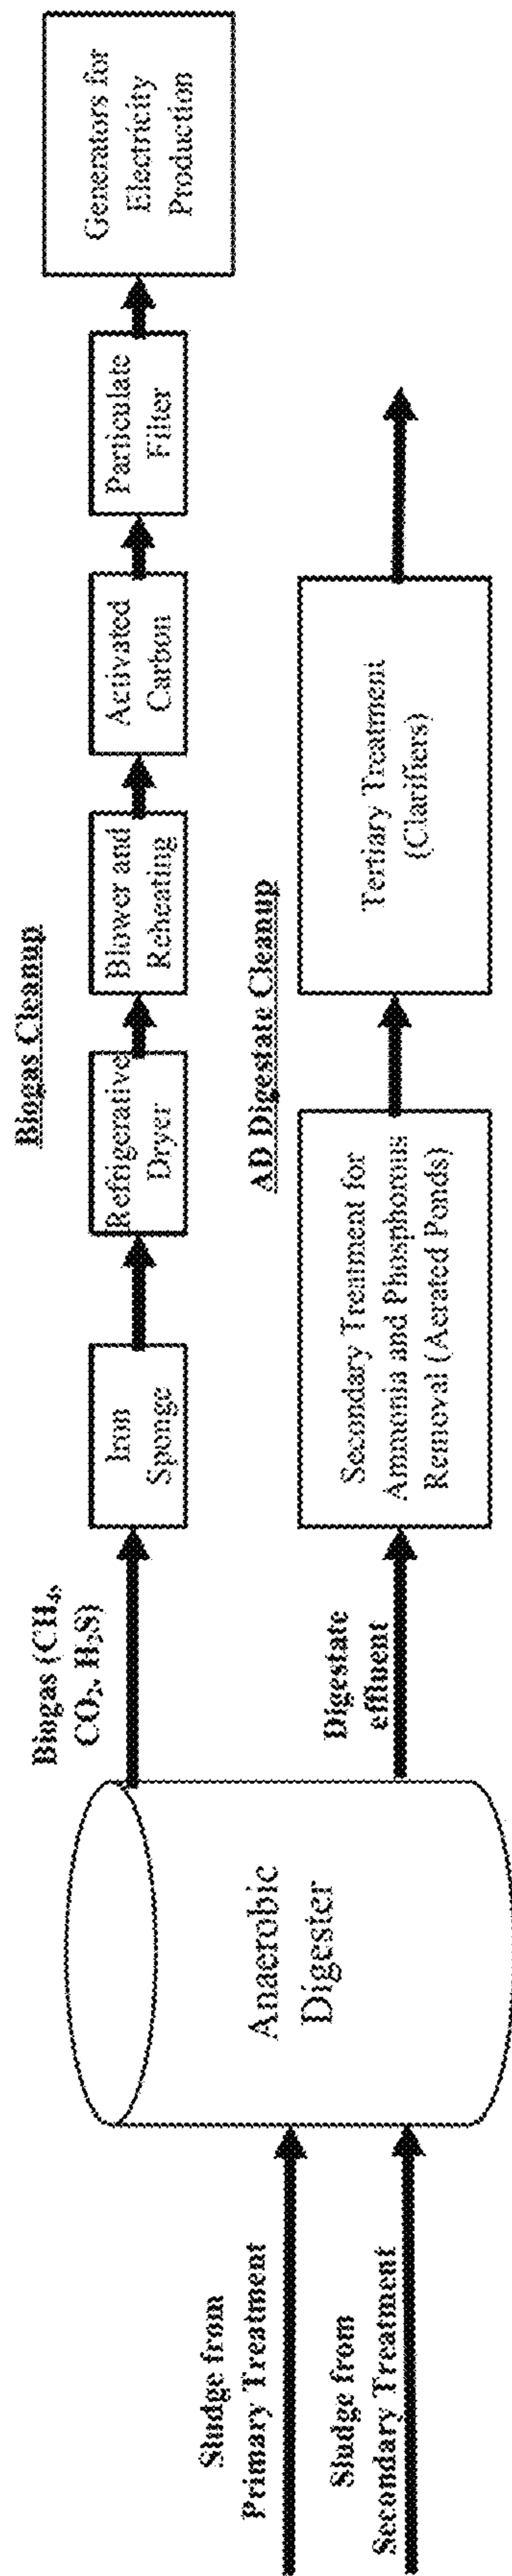 Sludge from
Primary Treatment
Sludge from
Secondary Treatment
Anaerobic
Digester
Biogas (CH₄,
CO₂, H₂S)
Digestate
effluent
Biogas Cleanup
Iron
Sponge
Refrigerative
Dryer
Blower and
Reheating
Activated
Carbon
Particulate
Filter
Generators for
Electricity
Production
AD Digestate Cleanup
Secondary Treatment for
Ammonia and Phosphorous
Removal (Aerated Ponds)
Tertiary Treatment
(Clarifiers)